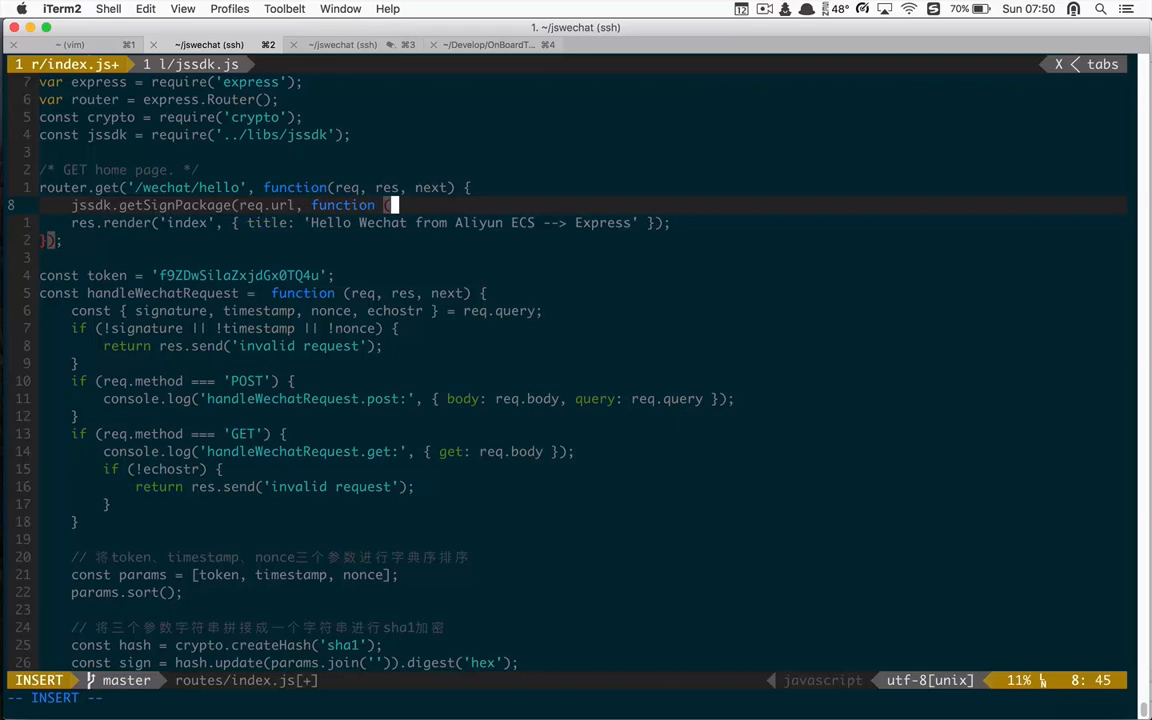 iTerm2 Shell Edit View Profiles Toolbelt Window Help 12 48° 70% Sun 07:50
1. ~/jswechat (ssh)
~ (vim) ⌘1 ~/jswechat (ssh) ⌘2 ~/jswechat (ssh) ⌘3 ~/Develop/OnBoardT... ⌘4
1 r/index.js+ 1 l/jssdk.js X < tabs
7 var express = require('express');
6 var router = express.Router();
5 const crypto = require('crypto');
4 const jssdk = require('../libs/jssdk');
3
2 /* GET home page. */
1 router.get('/wechat/hello', function(req, res, next) {
8 jssdk.getSignPackage(req.url, function (
1 res.render('index', { title: 'Hello Wechat from Aliyun ECS --> Express' });
2 });
3
4 const token = 'f9ZDwSilaZxjdGx0TQ4u';
5 const handleWechatRequest =  function (req, res, next) {
6 const { signature, timestamp, nonce, echostr } = req.query;
7 if (!signature || !timestamp || !nonce) {
8 return res.send('invalid request');
9 }
10 if (req.method === 'POST') {
11 console.log('handleWechatRequest.post:', { body: req.body, query: req.query });
12 }
13 if (req.method === 'GET') {
14 console.log('handleWechatRequest.get:', { get: req.body });
15 if (!echostr) {
16 return res.send('invalid request');
17 }
18 }
19
20 // 将token、timestamp、nonce三个参数进行字典序排序
21 const params = [token, timestamp, nonce];
22 params.sort();
23
24 // 将三个参数字符串拼接成一个字符串进行sha1加密
25 const hash = crypto.createHash('sha1');
26 const sign = hash.update(params.join('')).digest('hex');
INSERT master routes/index.js[+] javascript utf-8[unix] 11% 8: 45
-- INSERT --